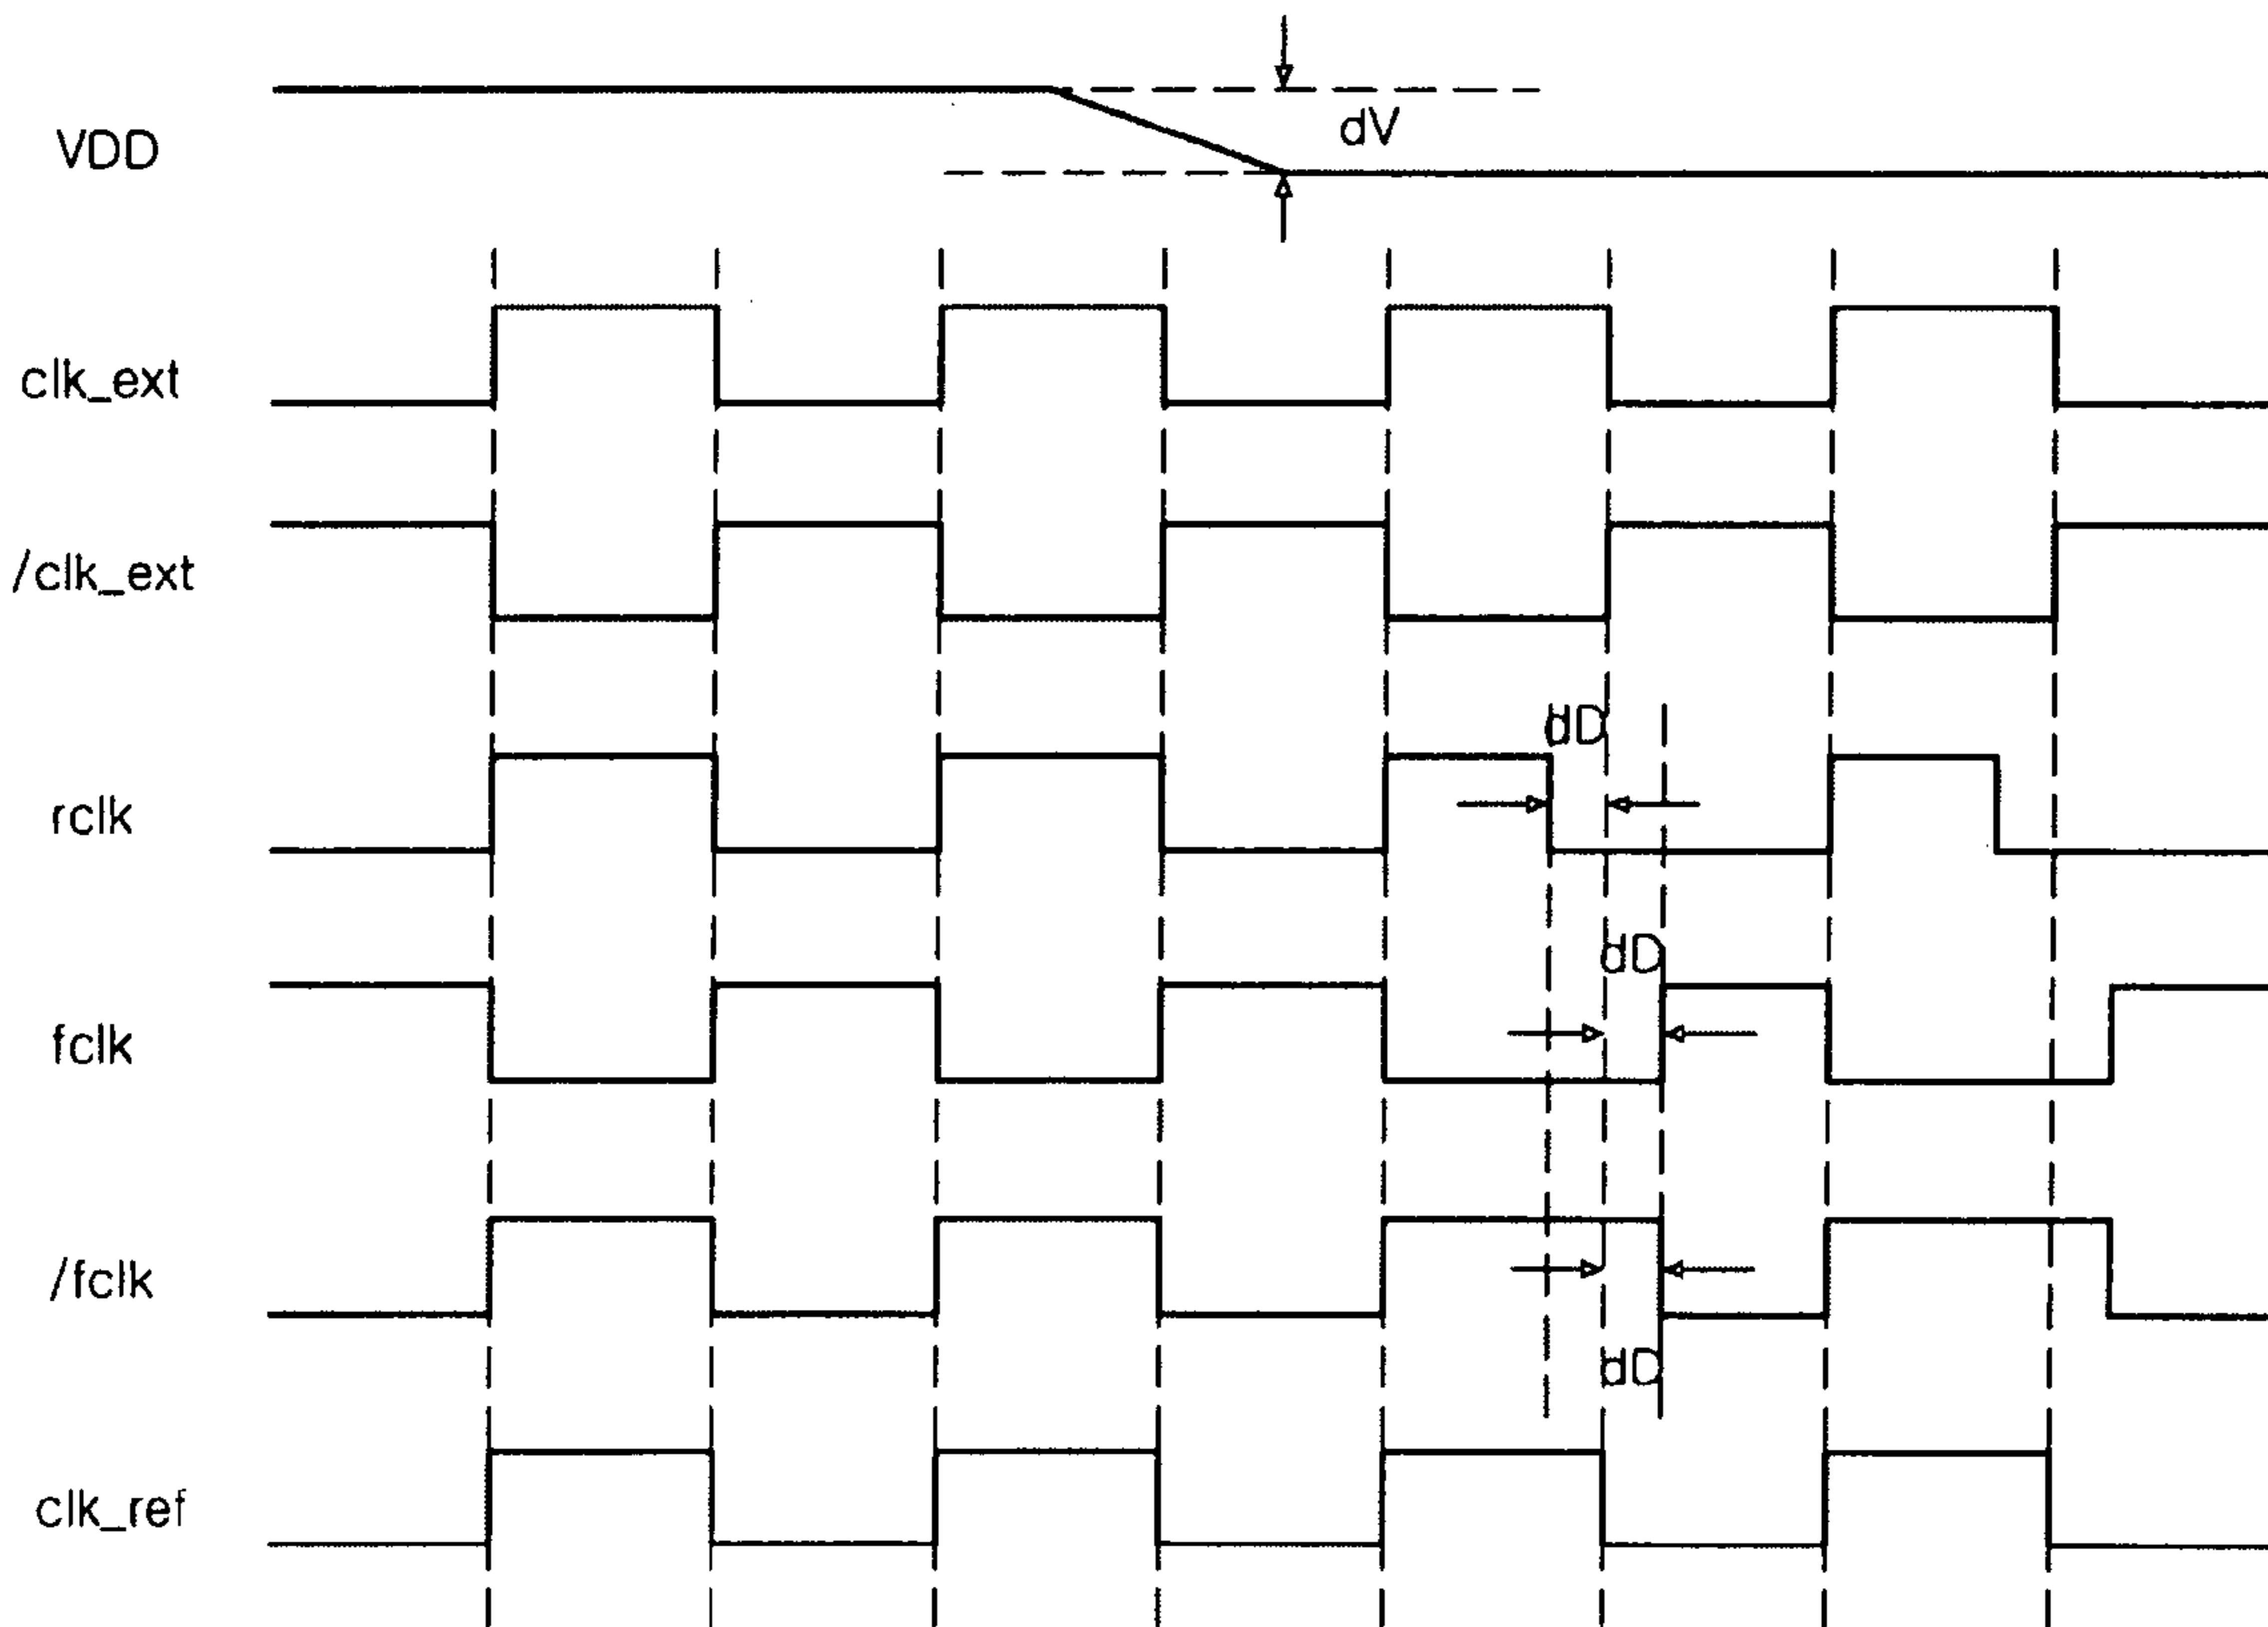 dV
VDD
clk_ext
/clk_ext
dD
rclk
dD
fclk
/fclk
dD
clk_ref